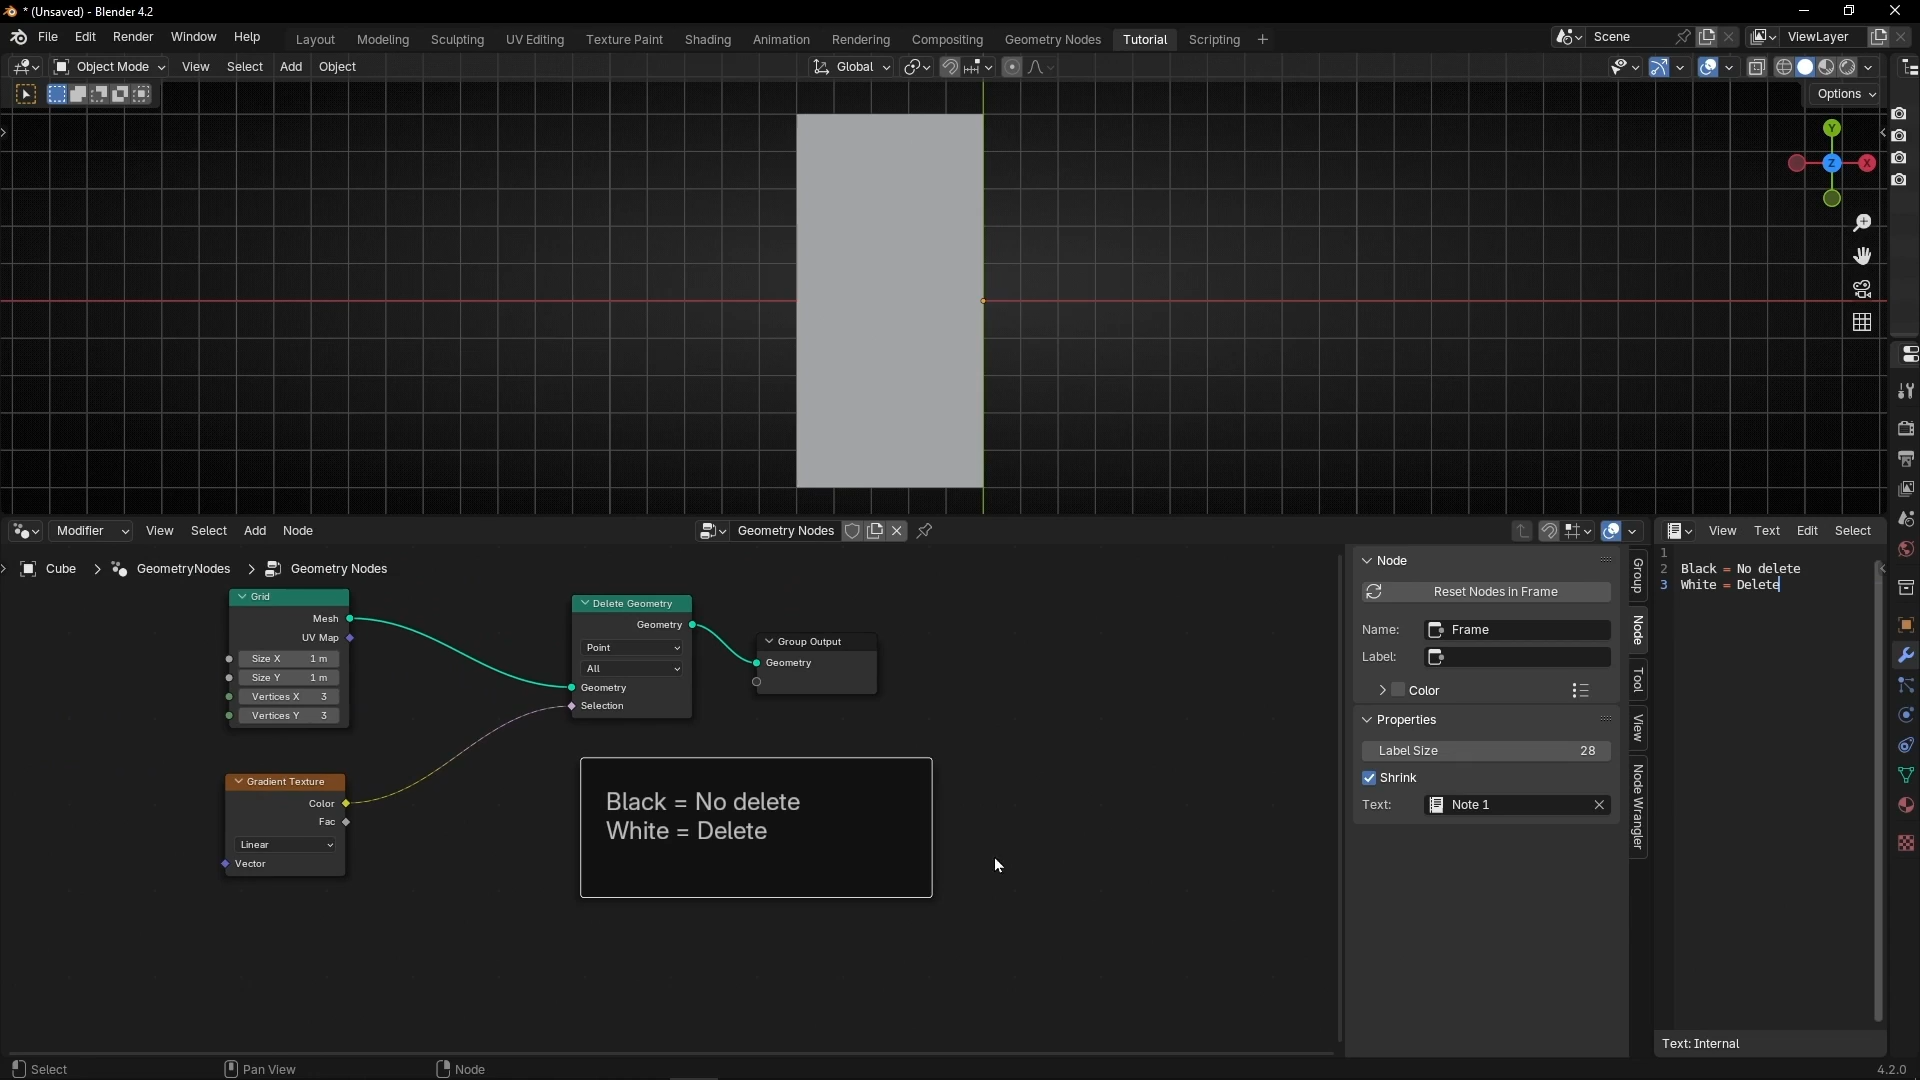 * (Unsaved) - Blender 4.2
File Edit Render Window Help Layout Modeling Sculpting UV Editing Texture Paint Shading Animation Rendering Compositing Geometry Nodes Tutorial Scripting + Scene ViewLayer
Object Mode View Select Add Object Global
Options
Y
Z X
Modifier View Select Add Node Geometry Nodes
Cube > GeometryNodes > Geometry Nodes
Grid
Mesh
UV Map
Size X 1 m
Size Y 1 m
Vertices X 3
Vertices Y 3
Gradient Texture
Color
Fac
Linear
Vector
Delete Geometry
Geometry
Point
All
Geometry
Selection
Group Output
Geometry
Black = No delete
White = Delete
Node
Reset Nodes in Frame
Name: Frame
Label:
Color
Properties
Label Size 28
Shrink
Text: Note 1
Group
Node
Tool
View
Node Wrangler
View Text Edit Select
1
2 Black = No delete
3 White = Delete
Text: Internal
Select Pan View Node 4.2.0